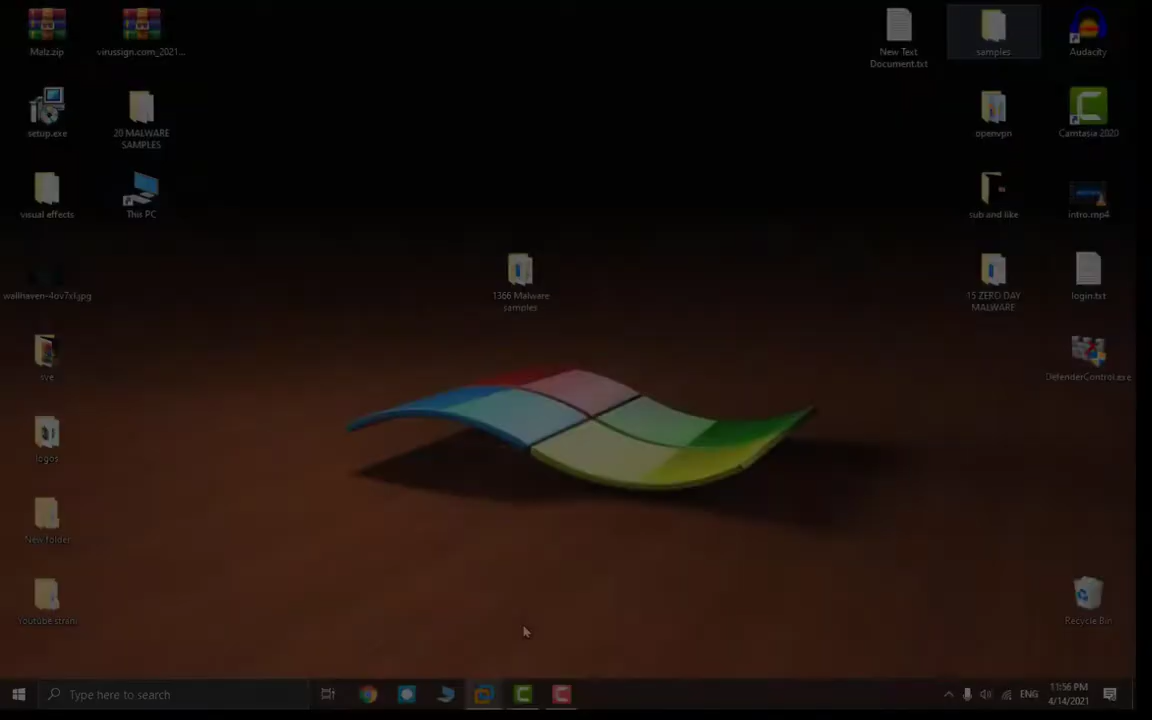 Malz.zip
virussign.com_2021...
New Text
Document.txt
samples
Audacity
setup.exe
20 MALWARE
SAMPLES
openvpn
Camtasia 2020
visual effects
This PC
sub and like
intro.mp4
1366 Malware
samples
15 ZERO DAY
MALWARE
login.txt
sve
DefenderControl.exe
logos
New folder
Youtube strani
Recycle Bin
Type here to search
ENG
11:56 PM
4/14/2021